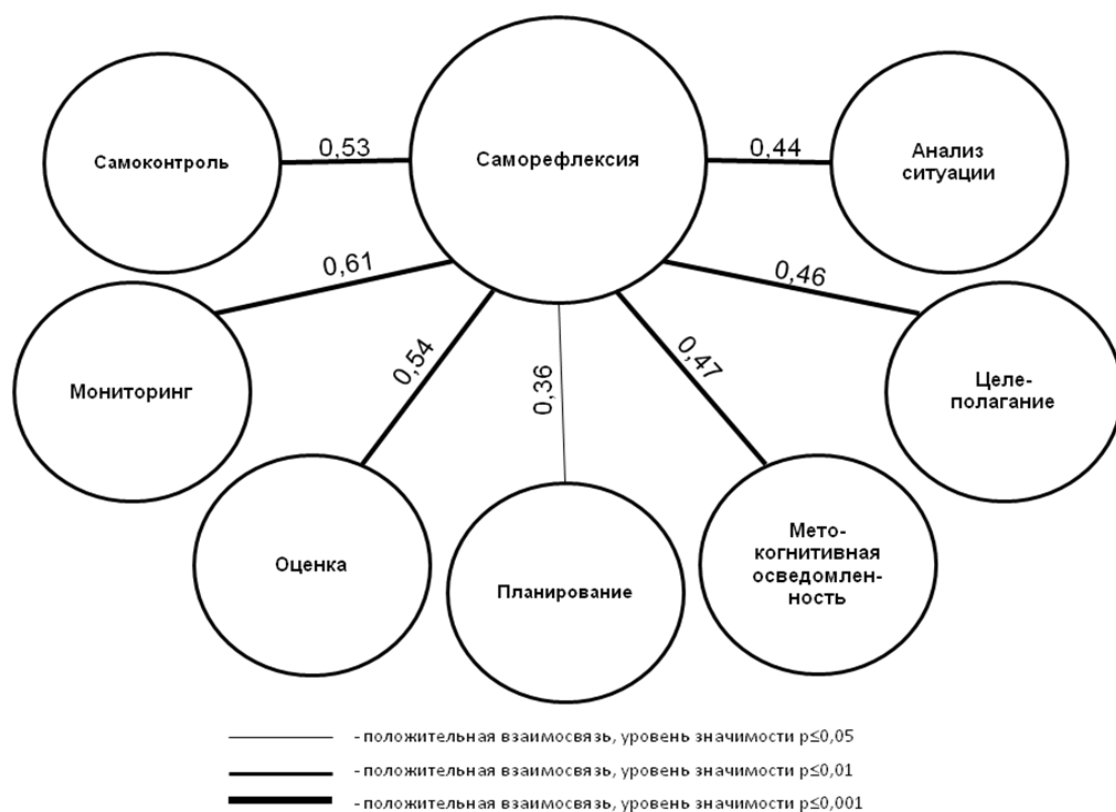 Самоконтроль
0,53
Саморефлексия
0,44
Анализ
ситуации
0,61
0,46
Мониторинг
0,54
0,36
0,47
Целе-
полагание
Оценка
Планирование
Мето-
когнитивная
осведомлен-
ность
- положительная взаимосвязь, уровень значимости p≤0,05
- положительная взаимосвязь, уровень значимости p≤0,01
- положительная взаимосвязь, уровень значимости p≤0,001